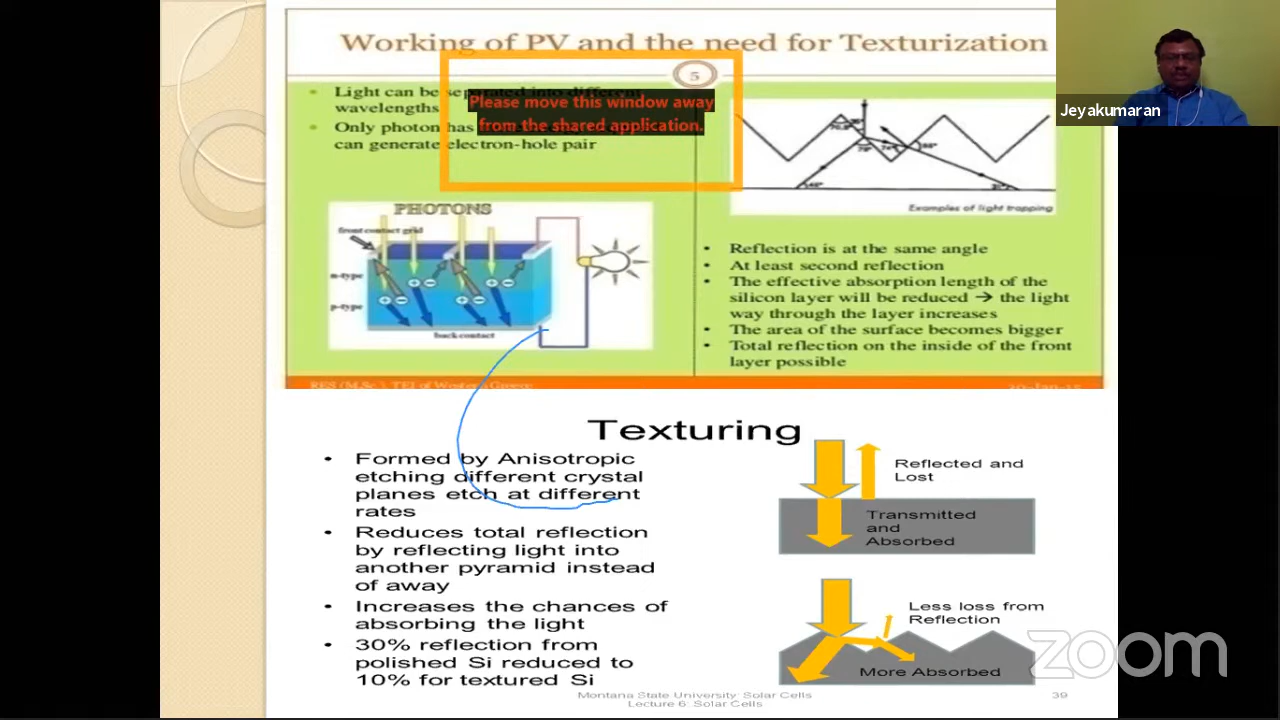 Working of PV and the need for Texturization
5
Jeyakumaran
Light can be separated into different
wavelengths
Only photon has
can generate electron-hole pair
Please move this window away
from the shared application.
Examples of light trapping
PHOTONS
front contact grid
n-type
p-type
back contact
Reflection is at the same angle
At least second reflection
The effective absorption length of the
silicon layer will be reduced → the light
way through the layer increases
The area of the surface becomes bigger
Total reflection on the inside of the front
layer possible
RES (M.Sc.), TEI of Western Greece
Texturing
• Formed by Anisotropic
etching different crystal
planes etch at different
rates
• Reduces total reflection
by reflecting light into
another pyramid instead
of away
• Increases the chances of
absorbing the light
• 30% reflection from
polished Si reduced to
10% for textured Si
Reflected and
Lost
Transmitted
and
Absorbed
Less loss from
Reflection
More Absorbed
Montana State University: Solar Cells
Lecture 6: Solar Cells
39
zoom